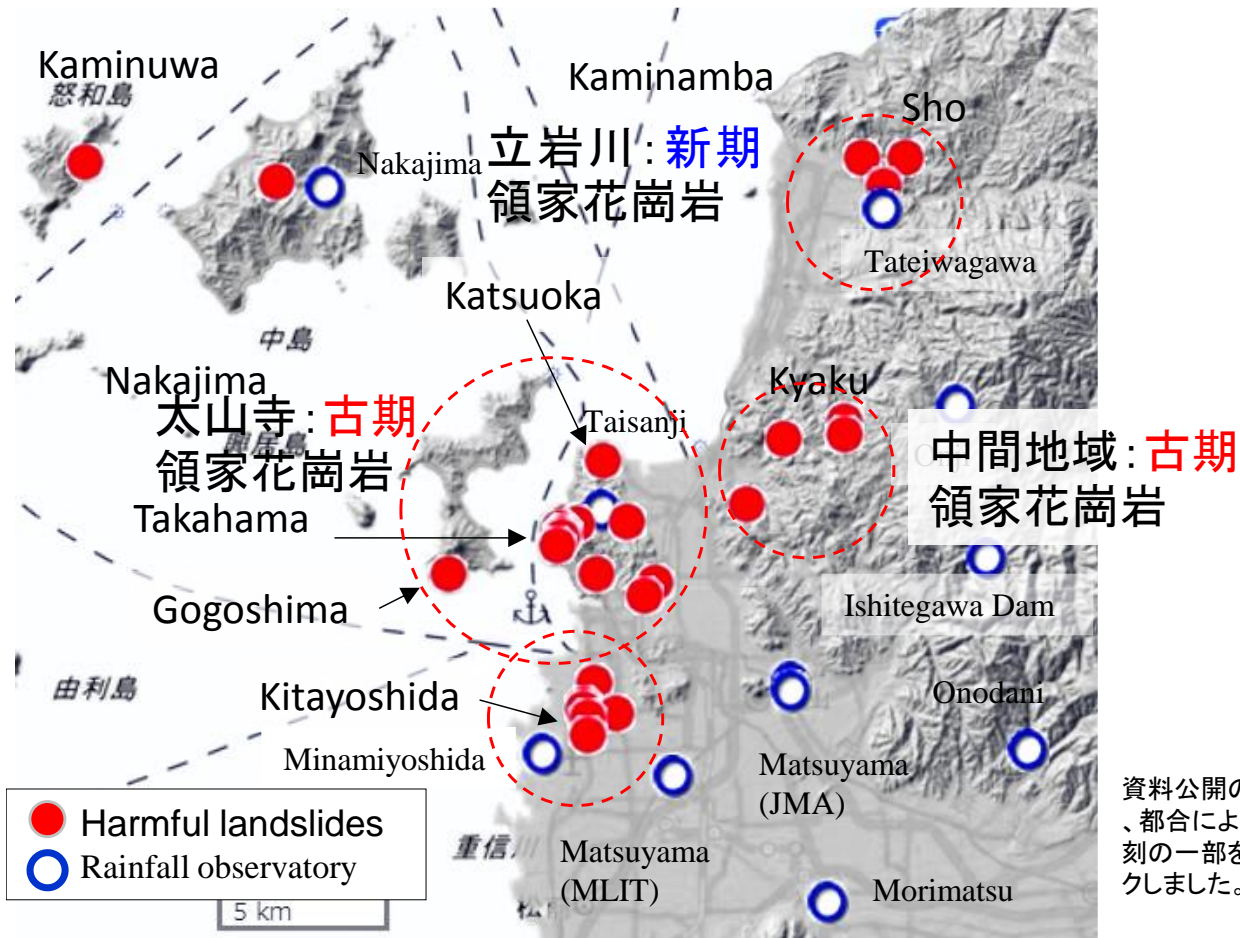 Kaminuwa
怒和島
Kaminamba
Sho
Nakajima
立岩川：新期
領家花崗岩
Tateiwagawa
Katsuoka
中島
Nakajima
Kyaku
太山寺：古期
領家花崗岩
興居島
Taisanji
中間地域：古期
領家花崗岩
Takahama
Gogoshima
Ishitegawa Dam
由利島
Kitayoshida
Onodani
Minamiyoshida
Matsuyama
(JMA)
Harmful landslides
Rainfall observatory
重信川
Matsuyama
(MLIT)
Morimatsu
5 km
資料公開の
、都合によ
刻の一部を
クしました。